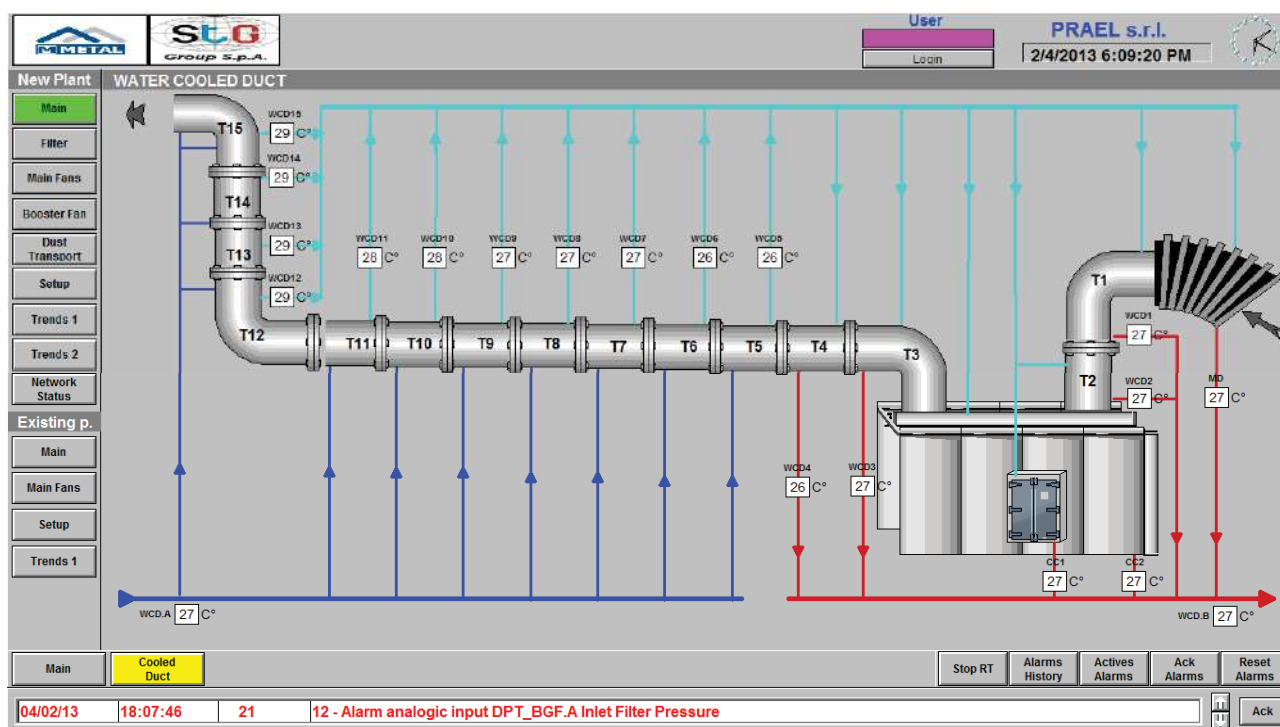 M-METAL
STG
Group S.p.A.
User
Login
PRAEL s.r.l.
2/4/2013 6:09:20 PM
New Plant
WATER COOLED DUCT
Main
Filter
Main Fans
Booster Fan
Dust
Transport
Setup
Trends 1
Trends 2
Network
Status
Existing p.
Main
Main Fans
Setup
Trends 1
T15
WCD15
29 C°
WCD14
29 C°
T14
WCD13
29 C°
T13
WCD12
29 C°
T12
WCD11
28 C°
WCD10
28 C°
WCD9
27 C°
WCD8
27 C°
WCD7
27 C°
WCD6
26 C°
WCD5
26 C°
T11
T10
T9
T8
T7
T6
T5
T4
T3
T1
WCD1
27 C°
T2
WCD2
27 C°
MD
27 C°
WCD4
26 C°
WCD3
27 C°
CC1
27 C°
CC2
27 C°
WCD.A 27 C°
WCD.B 27 C°
Main
Cooled
Duct
Stop RT
Alarms
History
Actives
Alarms
Ack
Alarms
Reset
Alarms
04/02/13 18:07:46 21 12 - Alarm analogic input DPT_BGF.A Inlet Filter Pressure
Ack